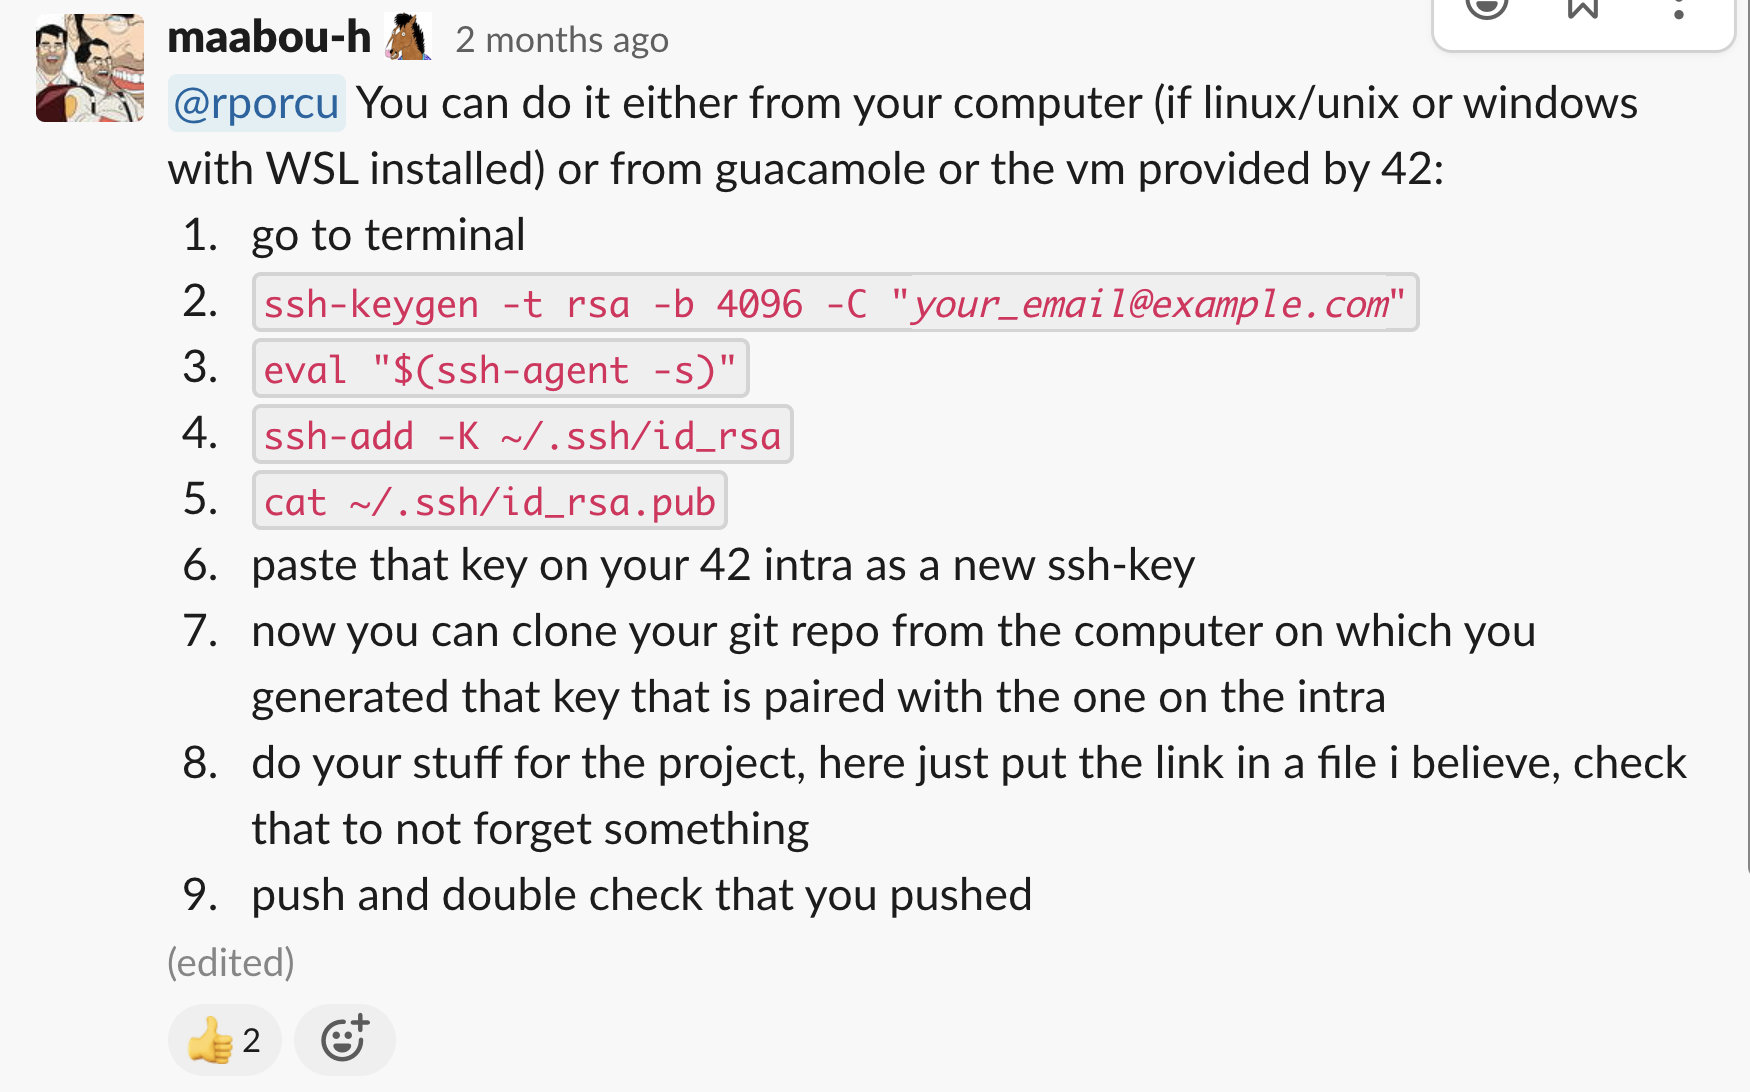 maabou-h 2 months ago
@rporcu You can do it either from your computer (if linux/unix or windows
with WSL installed) or from guacamole or the vm provided by 42:
1. go to terminal
2. ssh-keygen -t rsa -b 4096 -C "your_email@example.com"
3. eval "$(ssh-agent -s)"
4. ssh-add -K ~/.ssh/id_rsa
5. cat ~/.ssh/id_rsa.pub
6. paste that key on your 42 intra as a new ssh-key
7. now you can clone your git repo from the computer on which you
generated that key that is paired with the one on the intra
8. do your stuff for the project, here just put the link in a file i believe, check
that to not forget something
9. push and double check that you pushed
(edited)
2